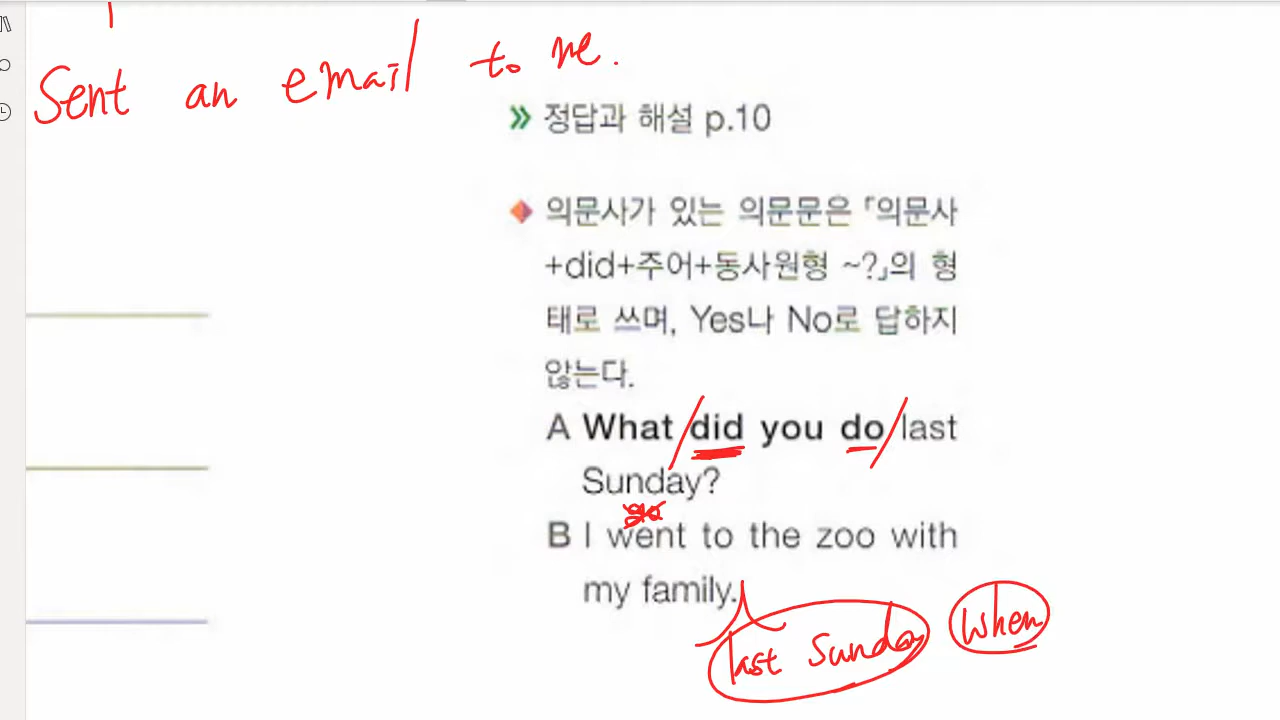 Sent an email to me.
정답과 해설 p.10
의문사가 있는 의문문은 「의문사
+did+주어+동사원형 ~?」의 형
태로 쓰며, Yes나 No로 답하지
않는다.
A What did you do last
Sunday?
go
B I went to the zoo with
my family.
last Sunday when